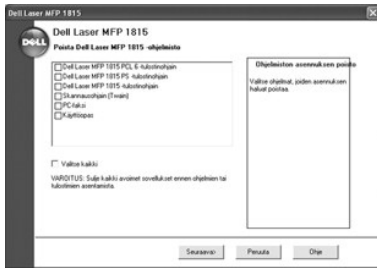 Dell Laser MFP 1815
DELL
Dell Laser MFP 1815
Poista Dell Laser MFP 1815 -ohjelmisto
Dell Laser MFP 1815 PCL 6 -tulostinohjain
Dell Laser MFP 1815 PS -tulostinohjain
Dell Laser MFP 1815 -tulostinohjain
Skannausohjain (Twain)
PC-faksi
Käyttöopas
Valitse kaikki
VAROITUS: Sulje kaikki avoimet sovellukset ennen ohjelmien tai
tulostimien asentamista.
Ohjelmiston asennuksen poisto
Valitse ohjelmat, joiden asennuksen
haluat poistaa.
Seuraava>
Peruuta
Ohje